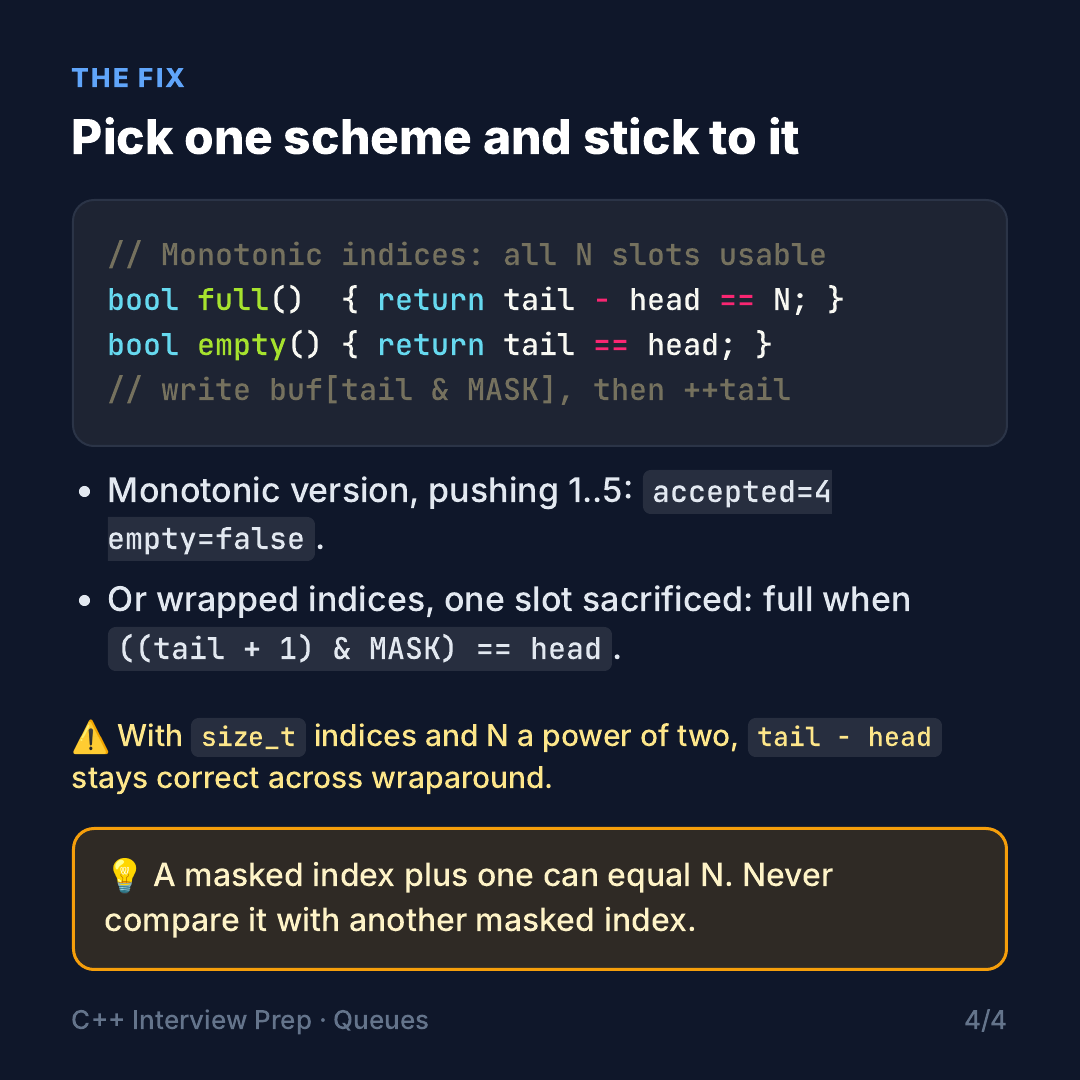 THE FIX
Pick one scheme and stick to it
// Monotonic indices: all N slots usable
bool full()  { return tail - head == N; }
bool empty() { return tail == head; }
// write buf[tail & MASK], then ++tail
• Monotonic version, pushing 1..5: accepted=4
empty=false.
• Or wrapped indices, one slot sacrificed: full when
((tail + 1) & MASK) == head.
⚠️ With size_t indices and N a power of two, tail - head
stays correct across wraparound.
💡 A masked index plus one can equal N. Never
compare it with another masked index.
C++ Interview Prep · Queues
4/4